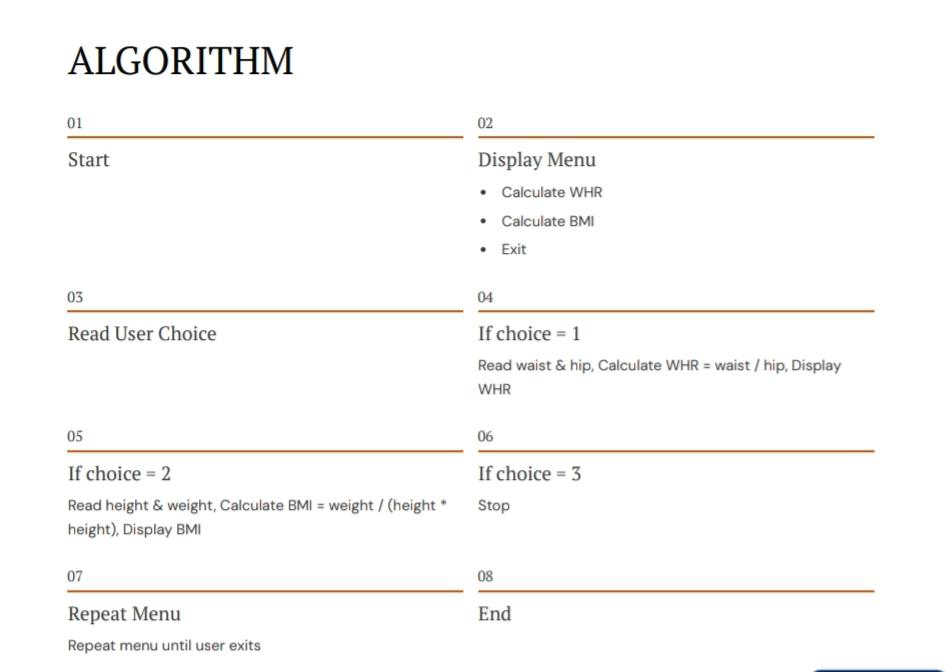 ALGORITHM
01
Start
02
Display Menu
• Calculate WHR
• Calculate BMI
• Exit
03
Read User Choice
04
If choice = 1
Read waist & hip, Calculate WHR = waist / hip, Display
WHR
05
If choice = 2
Read height & weight, Calculate BMI = weight / (height *
height), Display BMI
06
If choice = 3
Stop
07
Repeat Menu
Repeat menu until user exits
08
End